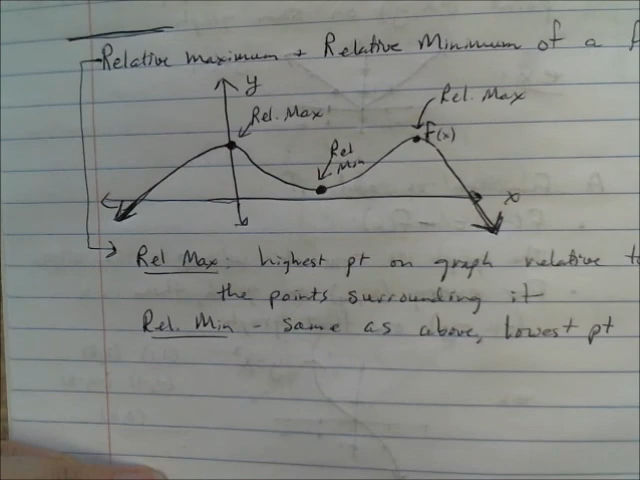 Relative maximum + Relative Minimum of a f
y
Rel. Max
Rel. Max
Rel
Min
F(x)
x
Rel Max: highest pt on graph relative to
the points surrounding it
Rel. Min - same as above, lowest pt